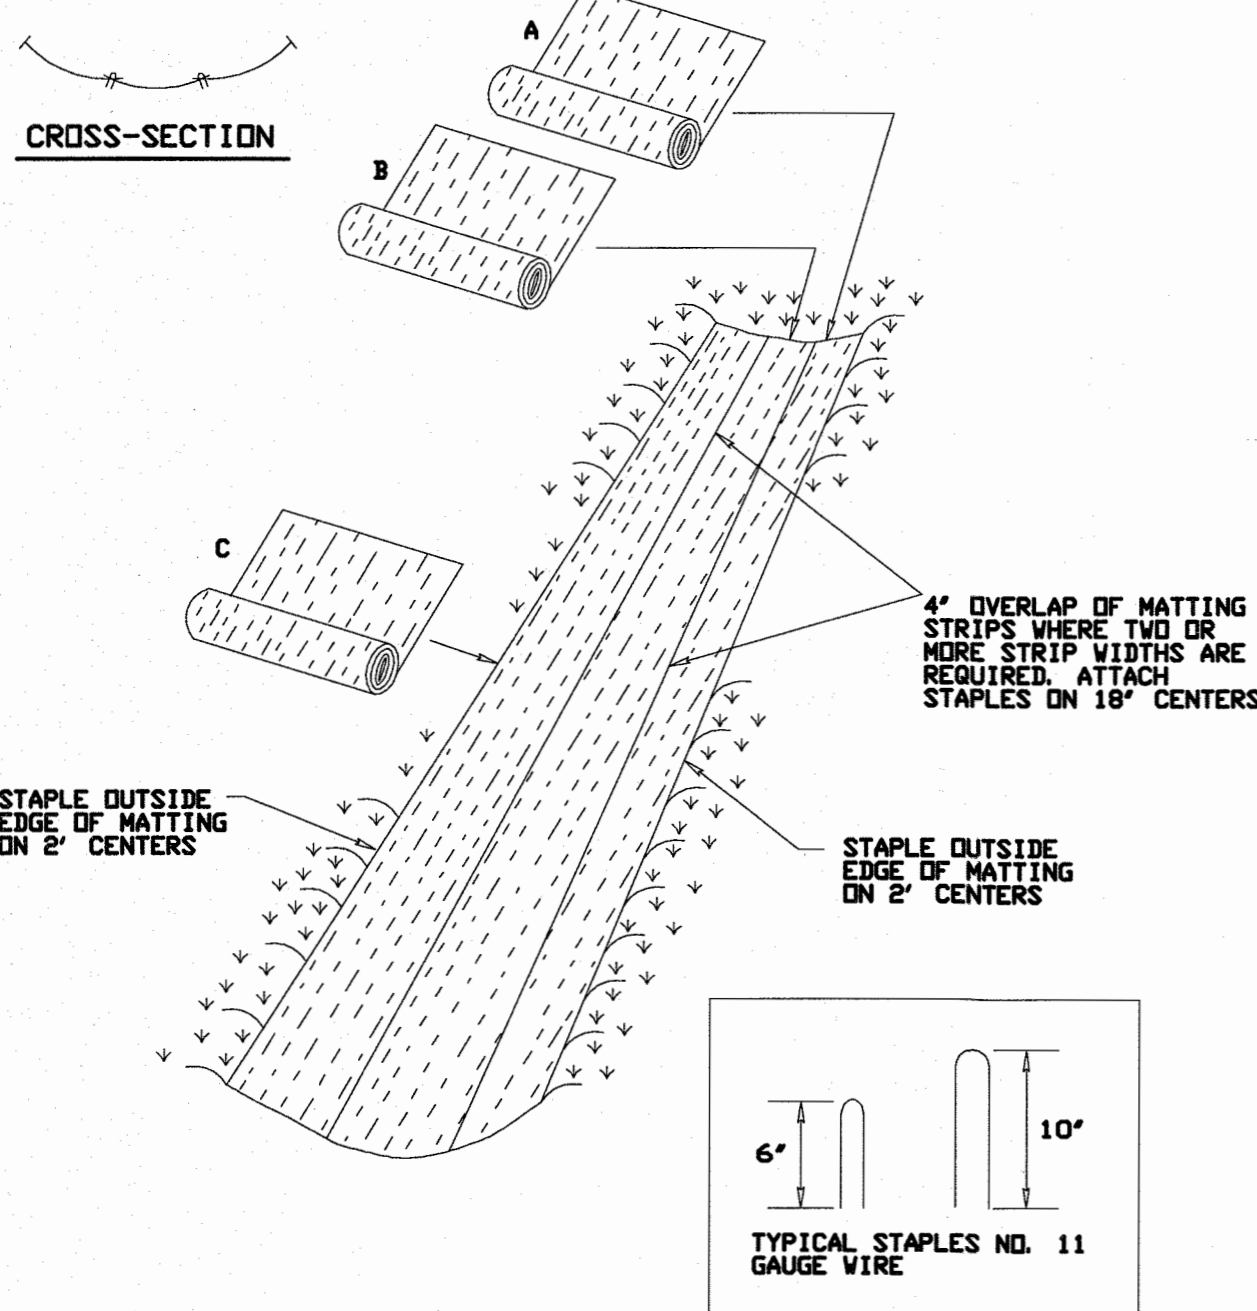 A
CROSS-SECTION
B
C
4" OVERLAP OF MATTING
STRIPS WHERE TWO OR
MORE STRIP WIDTHS ARE
REQUIRED. ATTACH
STAPLES ON 18" CENTERS
STAPLE OUTSIDE
EDGE OF MATTING
ON 2' CENTERS
STAPLE OUTSIDE
EDGE OF MATTING
ON 2' CENTERS
6"
10"
TYPICAL STAPLES NO. 11
GAUGE WIRE